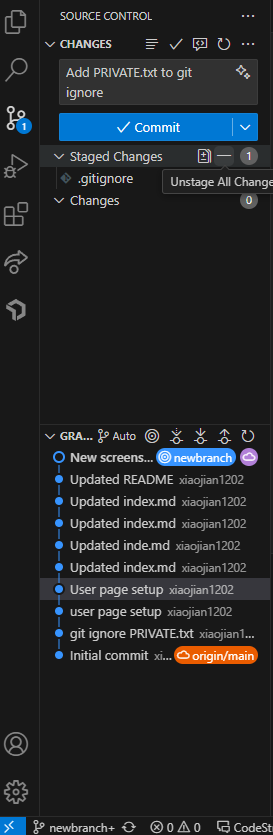 SOURCE CONTROL
CHANGES
Add PRIVATE.txt to git
ignore
Commit
Staged Changes 1
.gitignore
Unstage All Change
Changes 0
1
GRA... Auto
New screens... newbranch
Updated README xiaojian1202
Updated index.md xiaojian1202
Updated index.md xiaojian1202
Updated inde.md xiaojian1202
Updated index.md xiaojian1202
User page setup xiaojian1202
user page setup xiaojian1202
git ignore PRIVATE.txt xiaojian1...
Initial commit xi... origin/main
newbranch+ 0 0 CodeSt